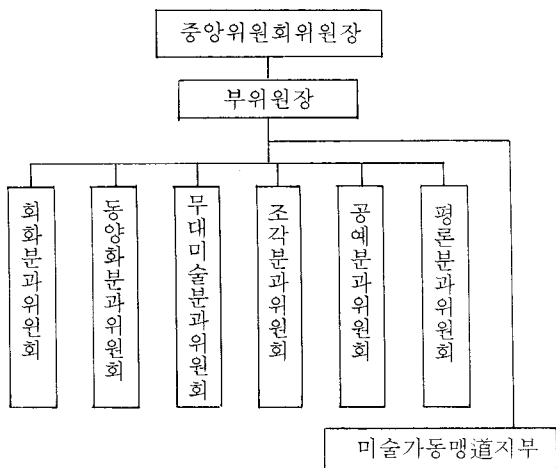 중앙위원회위원장
부위원장
회화분과위원회
동양화분과위원회
무대미술분과위원회
조각분과위원회
공예분과위원회
평론분과위원회
미술가동맹道지부